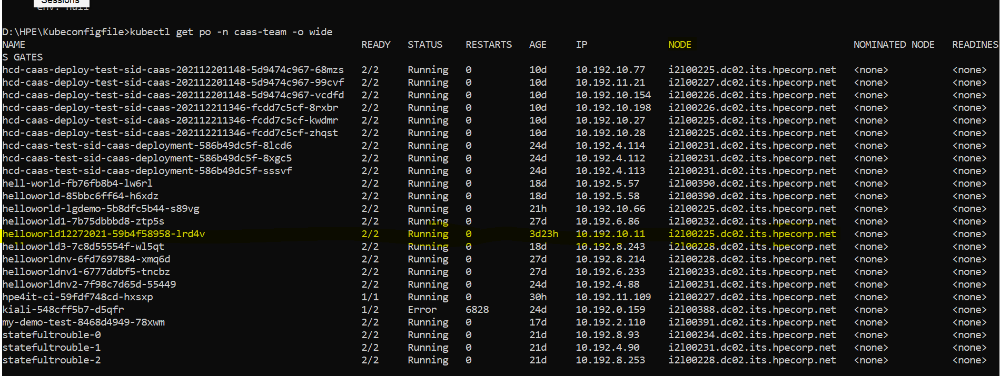 Sessions
env: null
D:\HPE\Kubeconfigfile>kubectl get po -n caas-team -o wide
NAME READY STATUS RESTARTS AGE IP NODE NOMINATED NODE READINES
S GATES
hcd-caas-deploy-test-sid-caas-202112201148-5d9474c967-68mzs 2/2 Running 0 10d 10.192.10.77 i2l00225.dc02.its.hpecorp.net <none> <none>
hcd-caas-deploy-test-sid-caas-202112201148-5d9474c967-99cvf 2/2 Running 0 10d 10.192.11.21 i2l00227.dc02.its.hpecorp.net <none> <none>
hcd-caas-deploy-test-sid-caas-202112201148-5d9474c967-vcdfd 2/2 Running 0 10d 10.192.10.154 i2l00226.dc02.its.hpecorp.net <none> <none>
hcd-caas-deploy-test-sid-caas-202112211346-fcdd7c5cf-8rxbr 2/2 Running 0 10d 10.192.10.198 i2l00226.dc02.its.hpecorp.net <none> <none>
hcd-caas-deploy-test-sid-caas-202112211346-fcdd7c5cf-kwdmr 2/2 Running 0 10d 10.192.10.27 i2l00225.dc02.its.hpecorp.net <none> <none>
hcd-caas-deploy-test-sid-caas-202112211346-fcdd7c5cf-zhqst 2/2 Running 0 10d 10.192.10.28 i2l00225.dc02.its.hpecorp.net <none> <none>
hcd-caas-test-sid-caas-deployment-586b49dc5f-8lcd6 2/2 Running 0 24d 10.192.4.114 i2l00231.dc02.its.hpecorp.net <none> <none>
hcd-caas-test-sid-caas-deployment-586b49dc5f-8xgc5 2/2 Running 0 24d 10.192.4.112 i2l00231.dc02.its.hpecorp.net <none> <none>
hcd-caas-test-sid-caas-deployment-586b49dc5f-sssvf 2/2 Running 0 24d 10.192.4.113 i2l00231.dc02.its.hpecorp.net <none> <none>
hell-world-fb76fb8b4-lw6rl 2/2 Running 0 18d 10.192.5.57 i2l00390.dc02.its.hpecorp.net <none> <none>
helloworld-85bbc6ff64-h6xdz 2/2 Running 0 18d 10.192.5.58 i2l00390.dc02.its.hpecorp.net <none> <none>
helloworld-lgdemo-5b8dfc5b44-s89vg 2/2 Running 0 21h 10.192.10.66 i2l00225.dc02.its.hpecorp.net <none> <none>
helloworld1-7b75dbbbd8-ztp5s 2/2 Running 0 27d 10.192.6.86 i2l00232.dc02.its.hpecorp.net <none> <none>
helloworld12272021-59b4f58958-lrd4v 2/2 Running 0 3d23h 10.192.10.11 i2l00225.dc02.its.hpecorp.net <none> <none>
helloworld3-7c8d55554f-wl5qt 2/2 Running 0 18d 10.192.8.243 i2l00228.dc02.its.hpecorp.net <none> <none>
helloworldnv-6fd7697884-xmq6d 2/2 Running 0 27d 10.192.8.214 i2l00228.dc02.its.hpecorp.net <none> <none>
helloworldnv1-6777ddbf5-tncbz 2/2 Running 0 27d 10.192.6.233 i2l00233.dc02.its.hpecorp.net <none> <none>
helloworldnv2-7f98c7d65d-55449 2/2 Running 0 24d 10.192.4.88 i2l00231.dc02.its.hpecorp.net <none> <none>
hpe4it-ci-59fdf748cd-hxsxp 1/1 Running 0 30h 10.192.11.109 i2l00227.dc02.its.hpecorp.net <none> <none>
kiali-548cff5b7-d5qfr 1/2 Error 6828 24d 10.192.0.159 i2l00388.dc02.its.hpecorp.net <none> <none>
my-demo-test-8468d4949-78xwm 2/2 Running 0 17d 10.192.2.110 i2l00391.dc02.its.hpecorp.net <none> <none>
statefultrouble-0 2/2 Running 0 21d 10.192.8.93 i2l00234.dc02.its.hpecorp.net <none> <none>
statefultrouble-1 2/2 Running 0 21d 10.192.4.90 i2l00231.dc02.its.hpecorp.net <none> <none>
statefultrouble-2 2/2 Running 0 21d 10.192.8.253 i2l00228.dc02.its.hpecorp.net <none> <none>